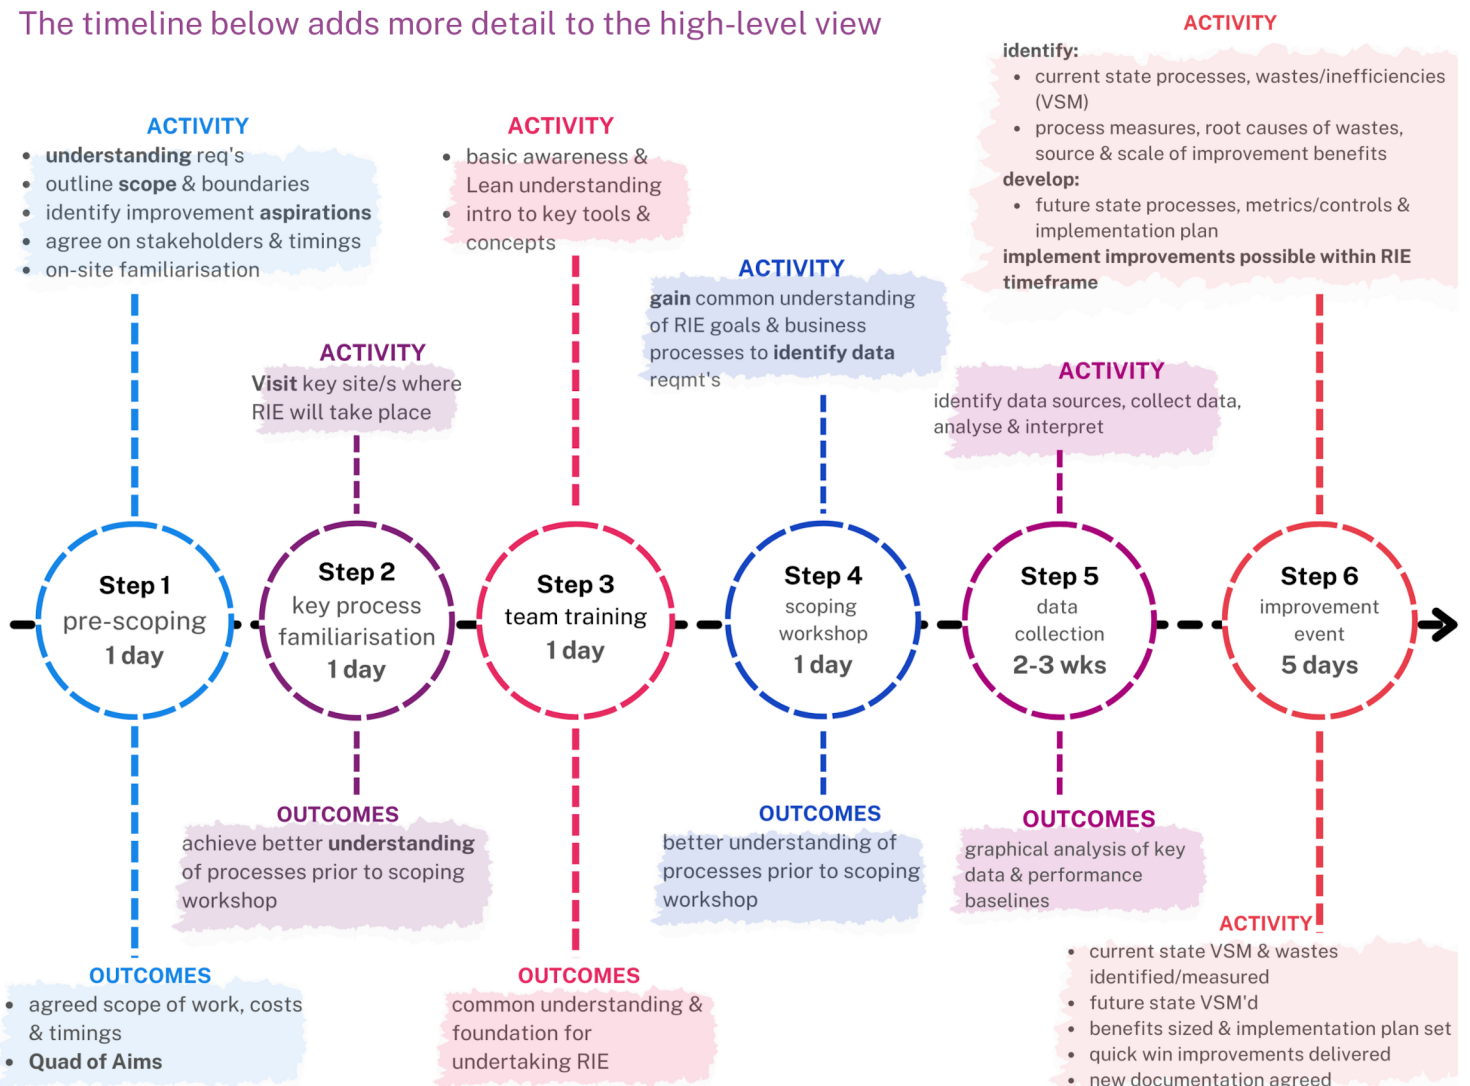 The timeline below adds more detail to the high-level view
ACTIVITY
• understanding req's
• outline scope & boundaries
• identify improvement aspirations
• agree on stakeholders & timings
• on-site familiarisation
ACTIVITY
Visit key site/s where
RIE will take place
ACTIVITY
• basic awareness &
Lean understanding
• intro to key tools &
concepts
ACTIVITY
gain common understanding
of RIE goals & business
processes to identify data
reqmt's
ACTIVITY
identify data sources, collect data,
analyse & interpret
ACTIVITY
identify:
• current state processes, wastes/inefficiencies
(VSM)
• process measures, root causes of wastes,
source & scale of improvement benefits
develop:
• future state processes, metrics/controls &
implementation plan
implement improvements possible within RIE
timeframe
Step 1
pre-scoping
1 day
Step 2
key process
familiarisation
1 day
Step 3
team training
1 day
Step 4
scoping
workshop
1 day
Step 5
data
collection
2-3 wks
Step 6
improvement
event
5 days
OUTCOMES
• agreed scope of work, costs
& timings
• Quad of Aims
OUTCOMES
achieve better understanding
of processes prior to scoping
workshop
OUTCOMES
common understanding &
foundation for
undertaking RIE
OUTCOMES
better understanding of
processes prior to scoping
workshop
OUTCOMES
graphical analysis of key
data & performance
baselines
ACTIVITY
• current state VSM & wastes
identified/measured
• future state VSM'd
• benefits sized & implementation plan set
• quick win improvements delivered
• new documentation agreed